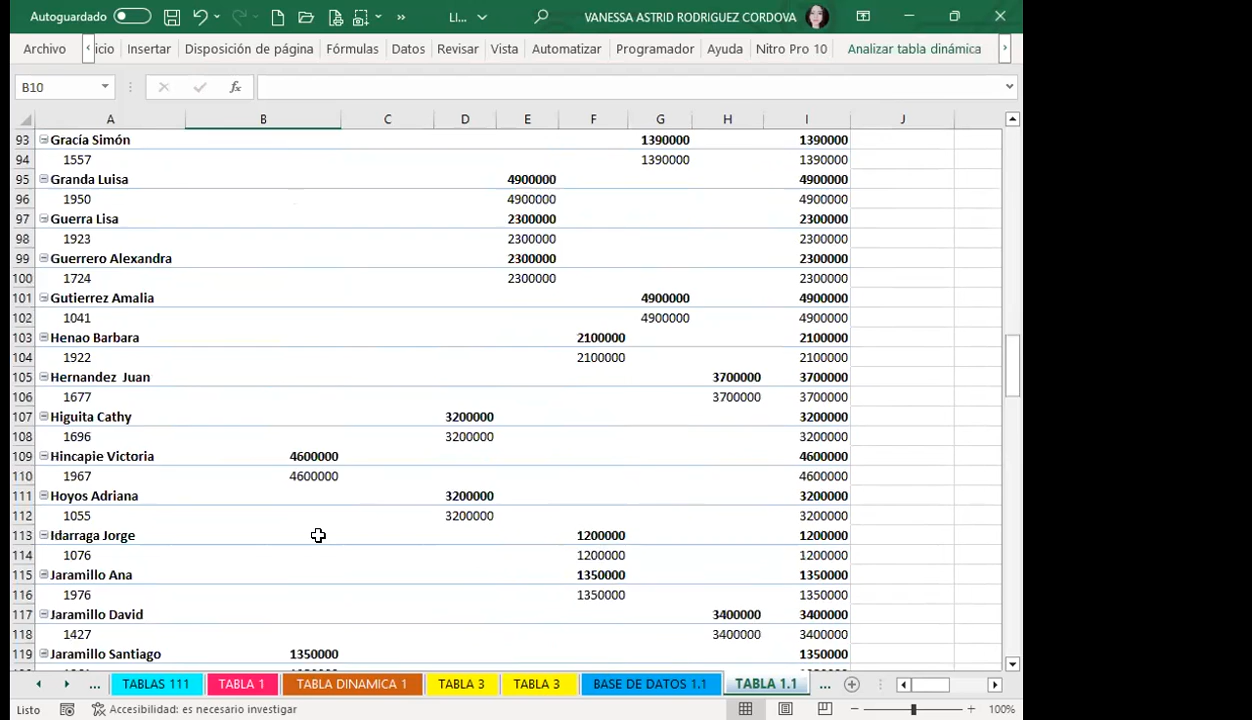 Autoguardado LI... VANESSA ASTRID RODRIGUEZ CORDOVA
Archivo icio Insertar Disposición de página Fórmulas Datos Revisar Vista Automatizar Programador Ayuda Nitro Pro 10 Analizar tabla dinámica
B10 fx
A B C D E F G H I J
93 Gracía Simón 1390000 1390000
94 1557 1390000 1390000
95 Granda Luisa 4900000 4900000
96 1950 4900000 4900000
97 Guerra Lisa 2300000 2300000
98 1923 2300000 2300000
99 Guerrero Alexandra 2300000 2300000
100 1724 2300000 2300000
101 Gutierrez Amalia 4900000 4900000
102 1041 4900000 4900000
103 Henao Barbara 2100000 2100000
104 1922 2100000 2100000
105 Hernandez Juan 3700000 3700000
106 1677 3700000 3700000
107 Higuita Cathy 3200000 3200000
108 1696 3200000 3200000
109 Hincapie Victoria 4600000 4600000
110 1967 4600000 4600000
111 Hoyos Adriana 3200000 3200000
112 1055 3200000 3200000
113 Idarraga Jorge 1200000 1200000
114 1076 1200000 1200000
115 Jaramillo Ana 1350000 1350000
116 1976 1350000 1350000
117 Jaramillo David 3400000 3400000
118 1427 3400000 3400000
119 Jaramillo Santiago 1350000 1350000
... TABLAS 111 TABLA 1 TABLA DINAMICA 1 TABLA 3 TABLA 3 BASE DE DATOS 1.1 TABLA 1.1 ...
Listo Accesibilidad: es necesario investigar 100%